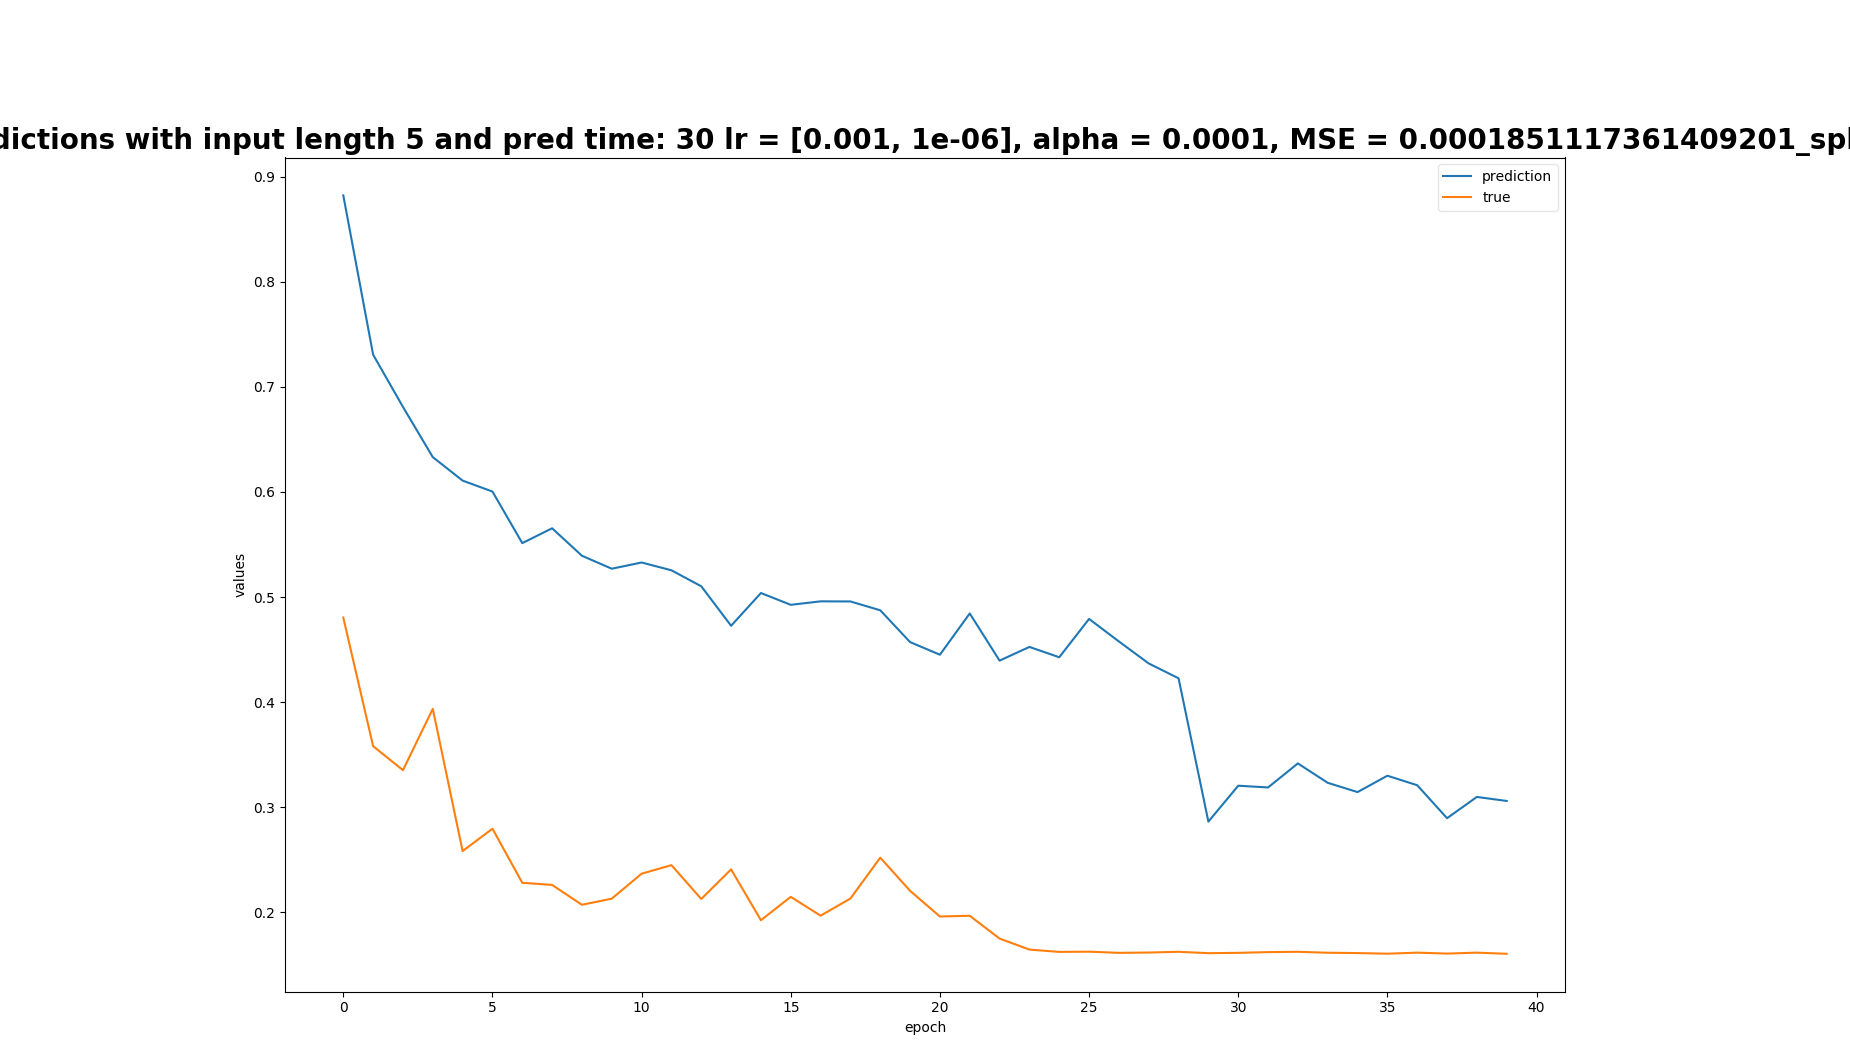 dictions with input length 5 and pred time: 30 lr = [0.001, 1e-06], alpha = 0.0001, MSE = 0.0001851117361409201_spl
prediction
true
0.9
0.8
0.7
0.6
0.5
0.4
0.3
0.2
values
0 5 10 15 20 25 30 35 40
epoch